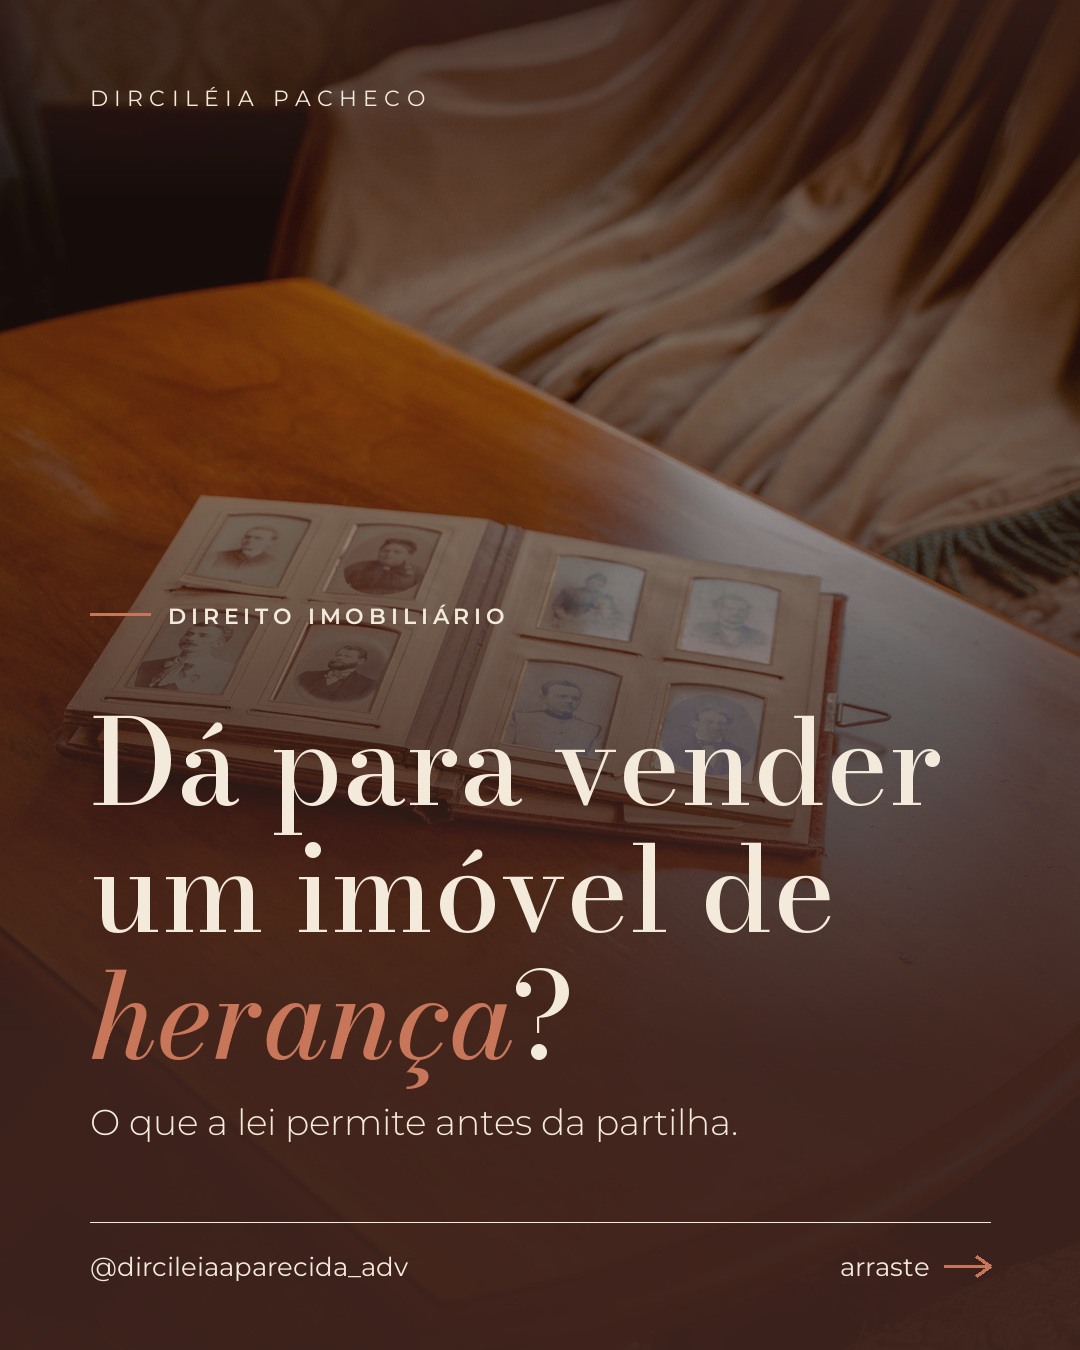 DIRCILÉIA PACHECO
DIREITO IMOBILIÁRIO
Dá para vender
um imóvel de
herança?
O que a lei permite antes da partilha.
@dircileiaaparecida_adv
arraste